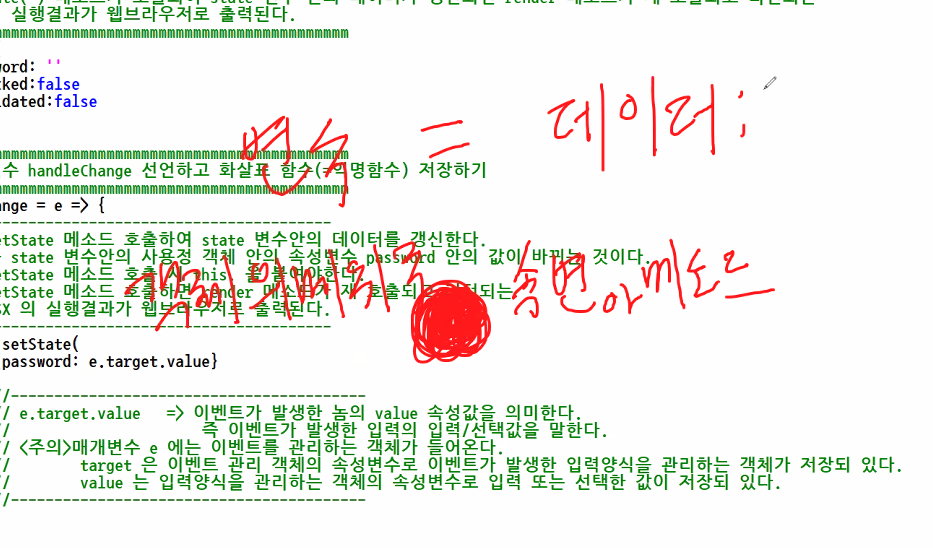 실행결과가 웹브라우저로 출력된다.
mmmmmmmmmmmmmmmmmmmmmmmmmmmmmmmmmmmmmmmmm
word: ''
cked:false
idated:false
변수 = 데이터;
수 handleChange 선언하고 화살표 함수(=익명함수) 저장하기
ange = e => {
etState 메소드 호출하여 state 변수안의 데이터를 갱신한다.
state 변수안의 사용정 객체 안의 속성변수 password 안의 값이 바뀌는 것이다.
etState 메소드 호출 시 this. 을 붙여야한다.
etState 메소드 호출하면 render 메소드가 재 호출되고
속변아메소드
SX 의 실행결과가 웹브라우저로 출력된다.
setState(
password: e.target.value}
//----------------------------------------
// e.target.value => 이벤트가 발생한 놈의 value 속성값을 의미한다.
// 즉 이벤트가 발생한 입력의 입력/선택값을 말한다.
// <주의>매개변수 e 에는 이벤트를 관리하는 객체가 들어온다.
// target 은 이벤트 관리 객체의 속성변수로 이벤트가 발생한 입력양식을 관리하는 객체가 저장되 있다.
// value 는 입력양식을 관리하는 객체의 속성변수로 입력 또는 선택한 값이 저장되 있다.
//----------------------------------------